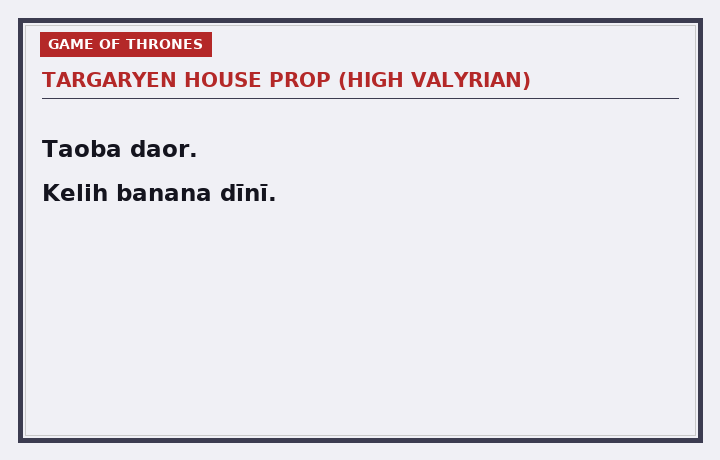 GAME OF THRONES
TARGARYEN HOUSE PROP (HIGH VALYRIAN)
Taoba daor.
Kelih banana dīnī.